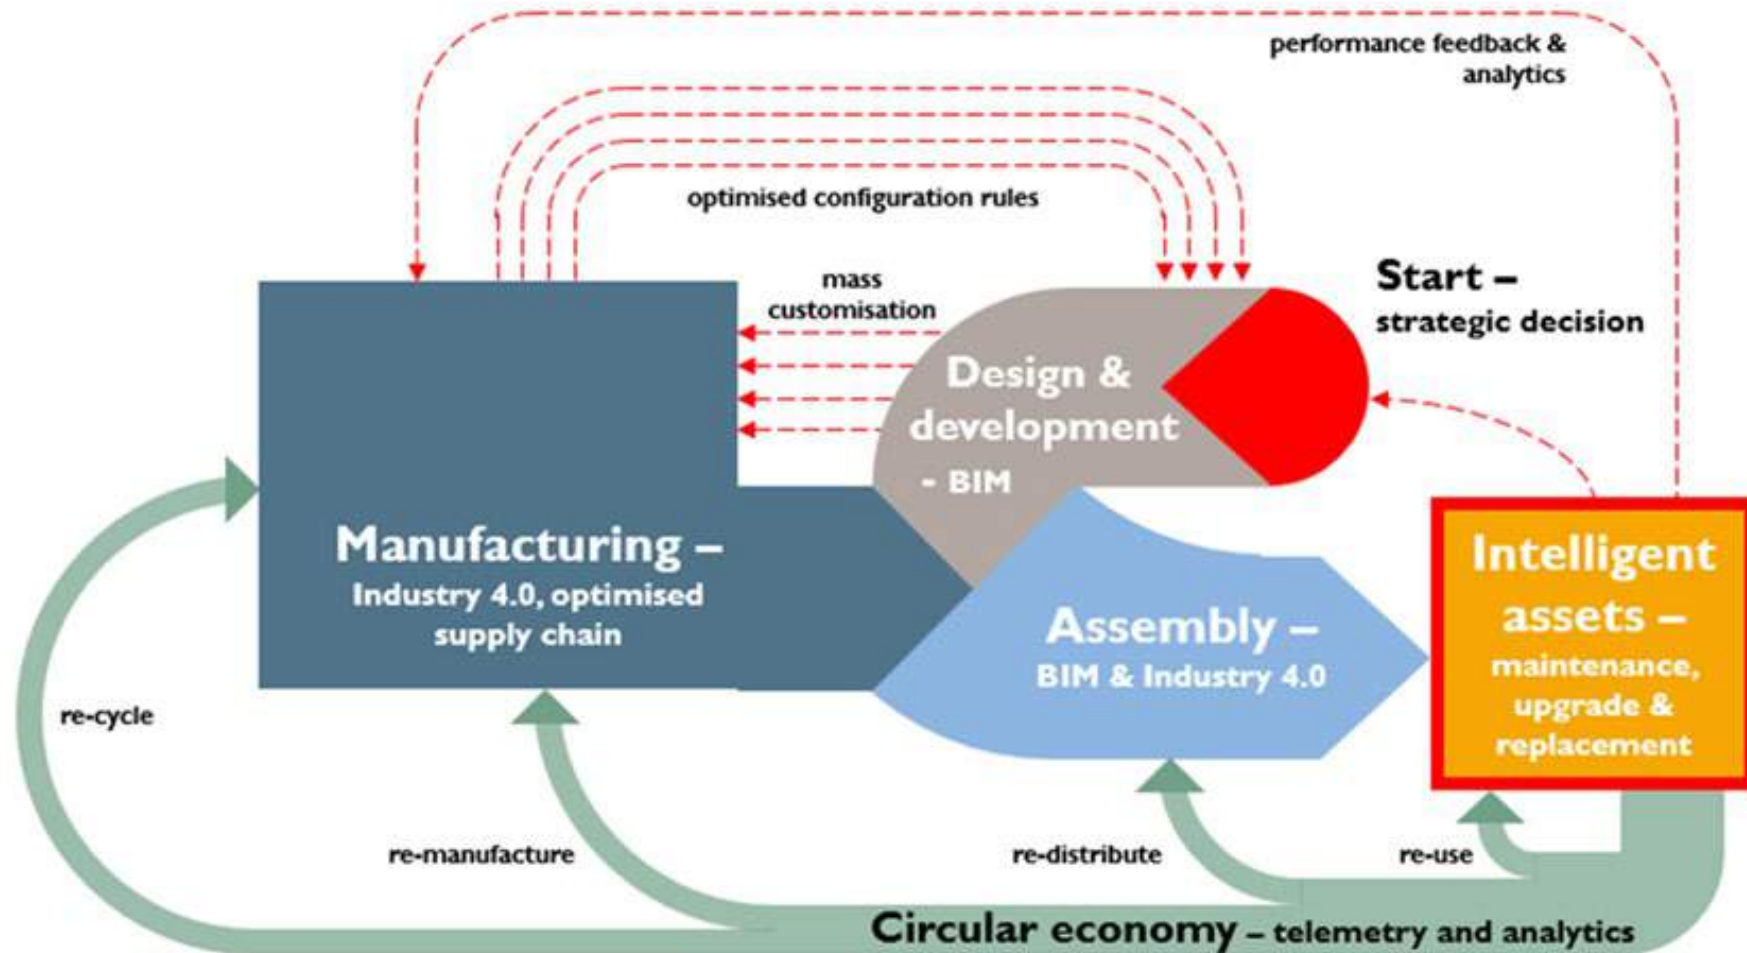 performance feedback &
analytics
optimised configuration rules
mass
customisation
Start –
strategic decision
Design &
development
- BIM
Manufacturing –
Industry 4.0, optimised
supply chain
Assembly –
BIM & Industry 4.0
Intelligent
assets –
maintenance,
upgrade &
replacement
re-cycle
re-manufacture
re-distribute
re-use
Circular economy – telemetry and analytics